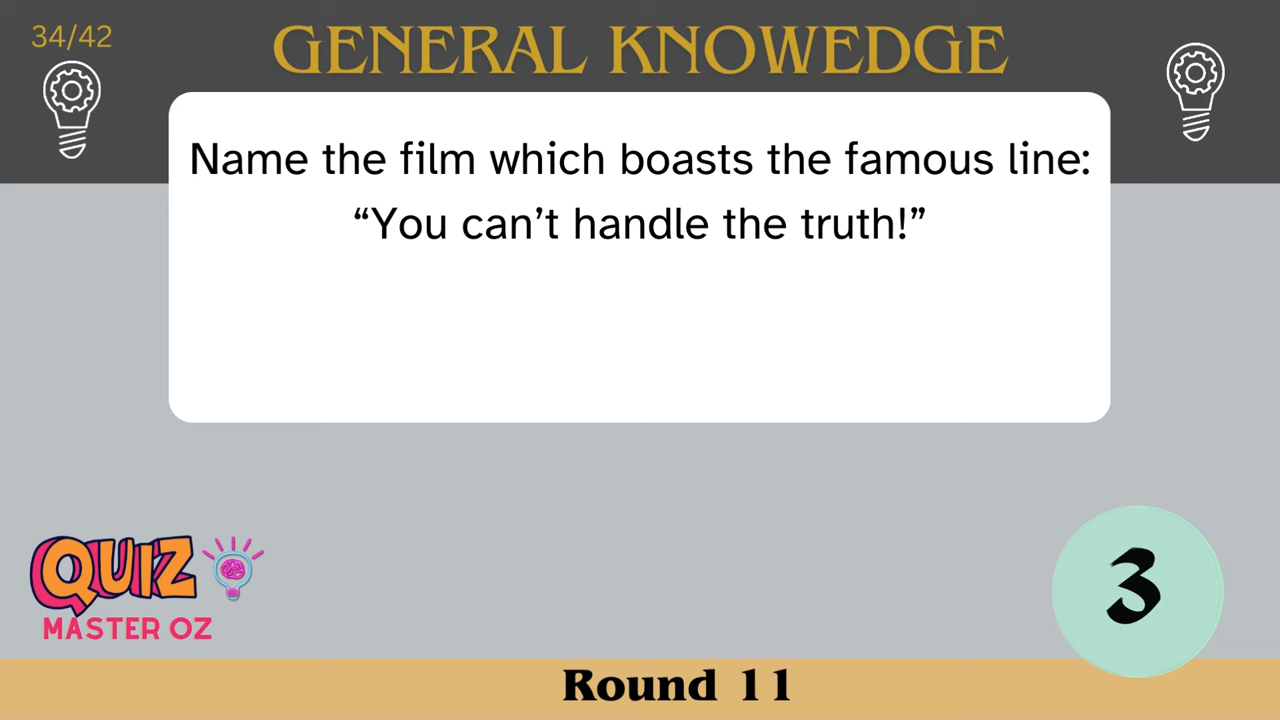 34/42
GENERAL KNOWEDGE
Name the film which boasts the famous line:
“You can’t handle the truth!”
QUIZ
MASTER OZ
3
Round 11